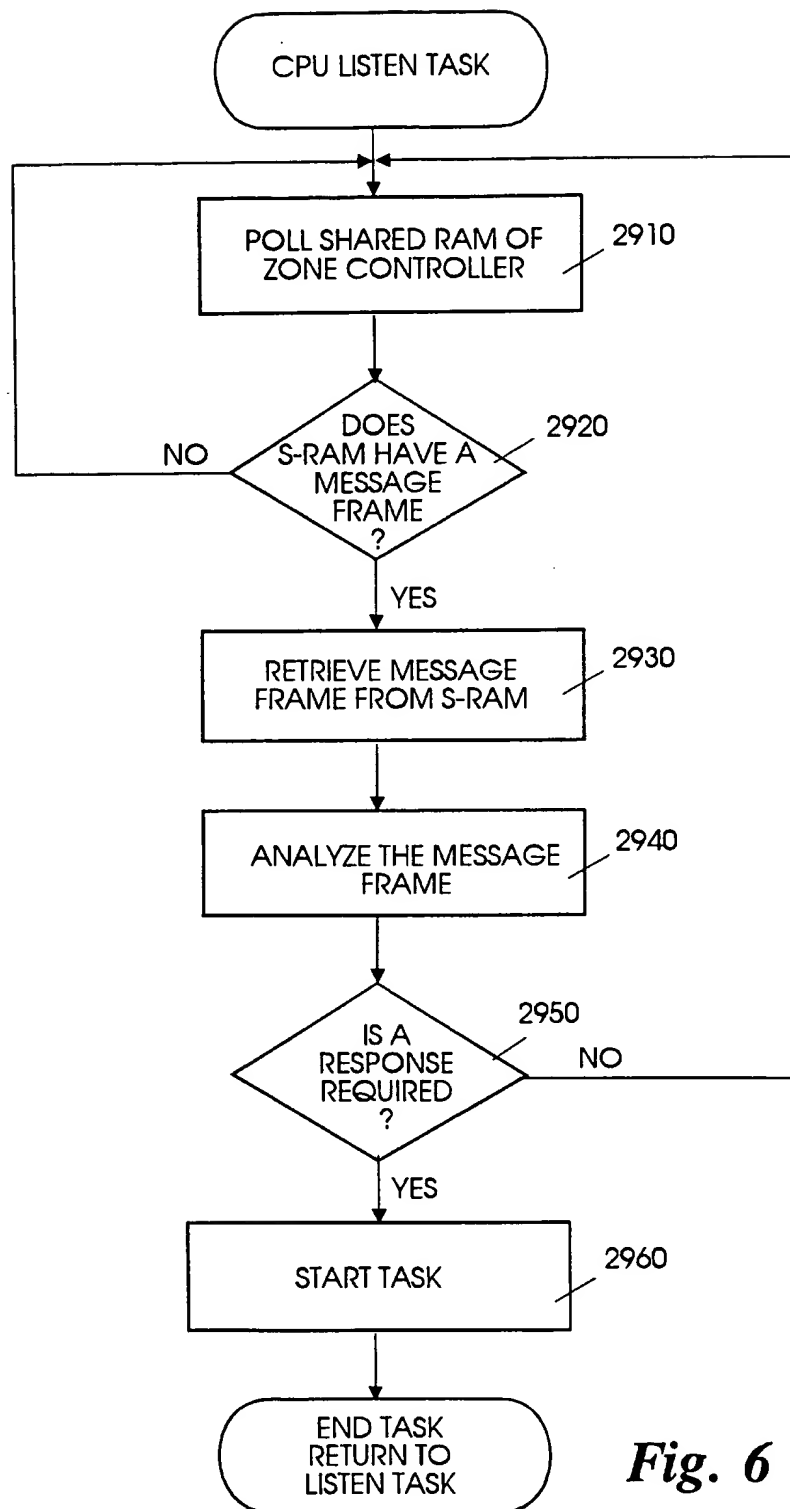 CPU LISTEN TASK
POLL SHARED RAM OF
ZONE CONTROLLER
2910
DOES
S-RAM HAVE A
MESSAGE
FRAME
?
2920
NO
YES
RETRIEVE MESSAGE
FRAME FROM S-RAM
2930
ANALYZE THE MESSAGE
FRAME
2940
IS A
RESPONSE
REQUIRED
?
2950
NO
YES
START TASK
2960
END TASK
RETURN TO
LISTEN TASK
Fig. 6